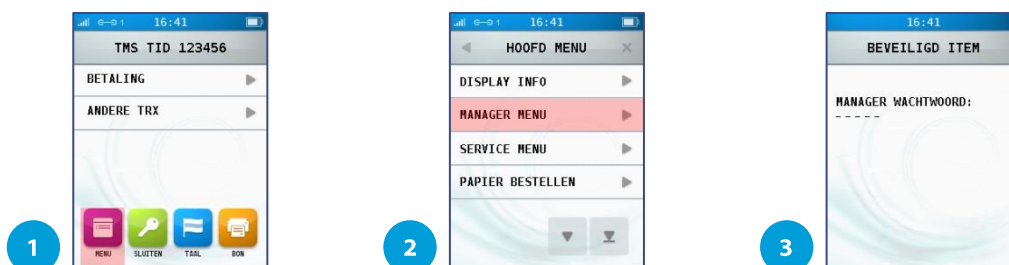 16:41
TMS TID 123456
BETALING
ANDERE TRX
MENU SLUITEN TAAL BON
1
16:41
HOOFD MENU
DISPLAY INFO
MANAGER MENU
SERVICE MENU
PAPIER BESTELLEN
2
16:41
BEVEILIGD ITEM
MANAGER WACHTWOORD:
- - - - -
3